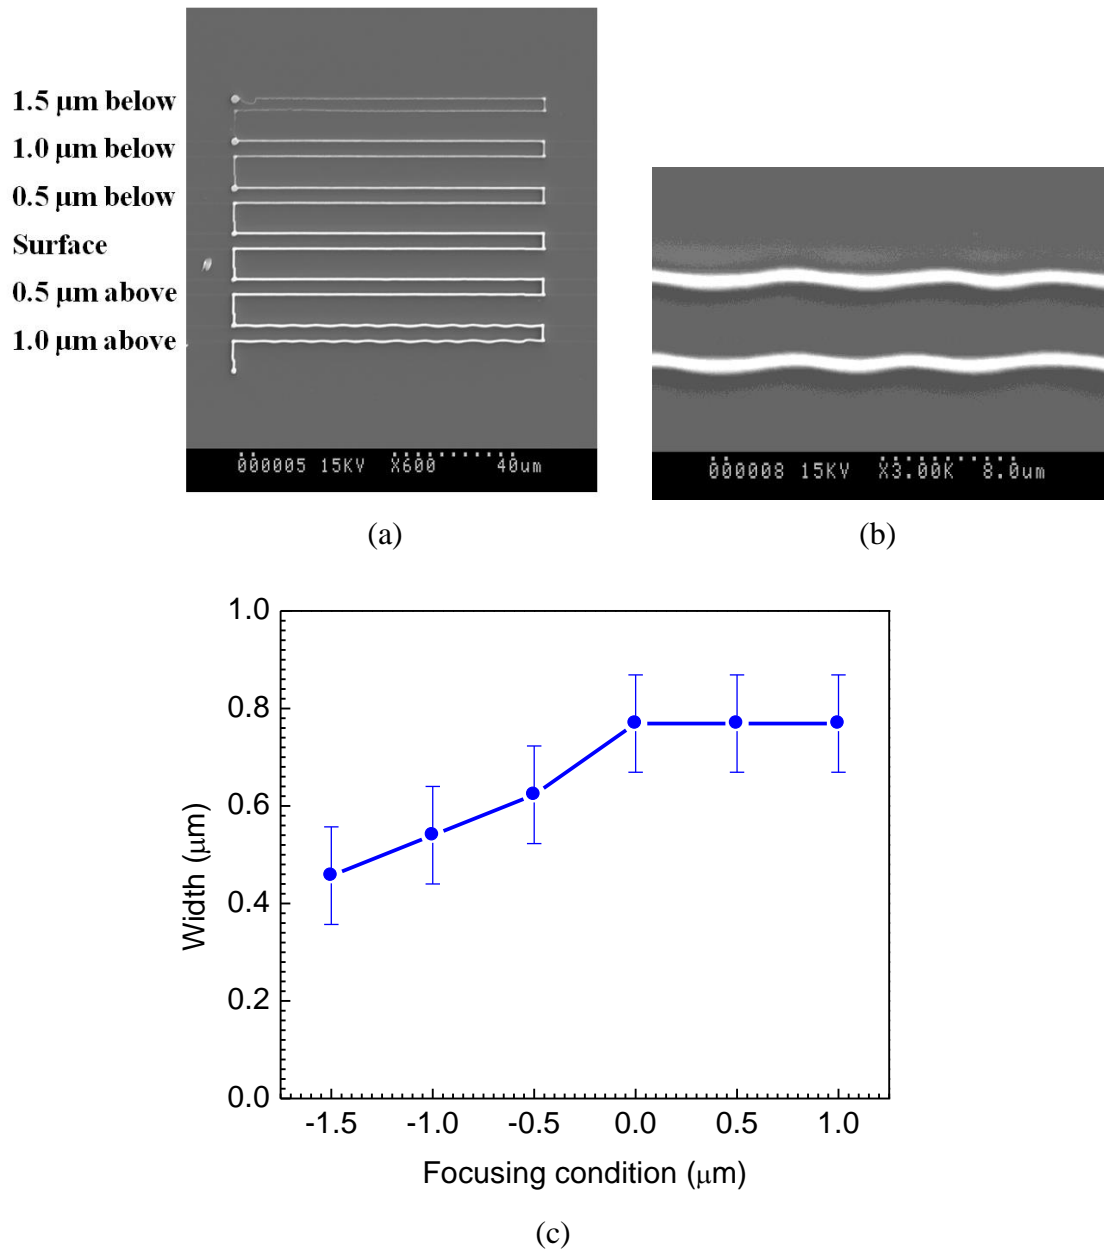 1.5 μm below
1.0 μm below
0.5 μm below
Surface
0.5 μm above
1.0 μm above
000005 15KV X600 40um
000008 15KV X3.00K 8.0um
(a)
(b)
1.0
0.8
0.6
0.4
0.2
0.0
Width (μm)
-1.5 -1.0 -0.5 0.0 0.5 1.0
Focusing condition (μm)
(c)